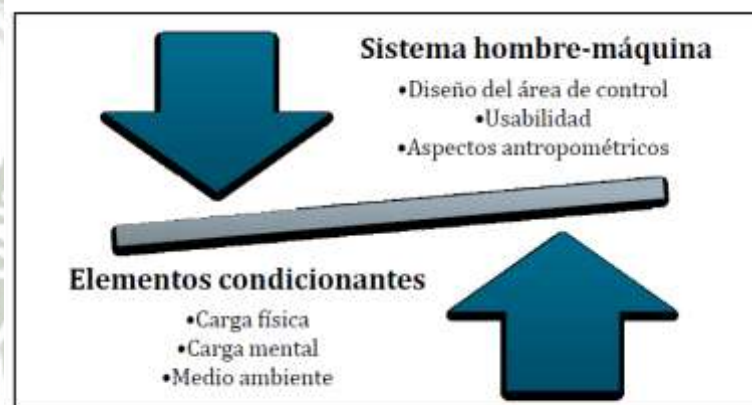 Sistema hombre-máquina
•Diseño del área de control
•Usabilidad
•Aspectos antropométricos
Elementos condicionantes
•Carga física
•Carga mental
•Medio ambiente